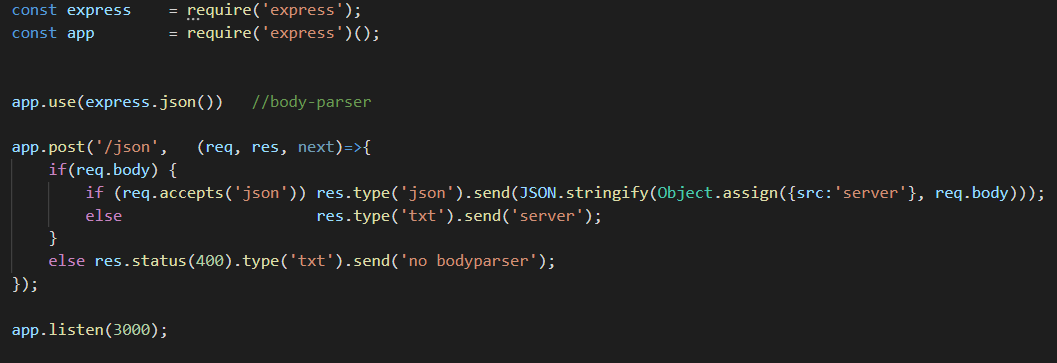 const express    = require('express');
const app        = require('express')();
app.use(express.json())   //body-parser
app.post('/json',   (req, res, next)=>{
    if(req.body) {
        if (req.accepts('json')) res.type('json').send(JSON.stringify(Object.assign({src:'server'}, req.body)));
        else                     res.type('txt').send('server');
    }
    else res.status(400).type('txt').send('no bodyparser');
});
app.listen(3000);